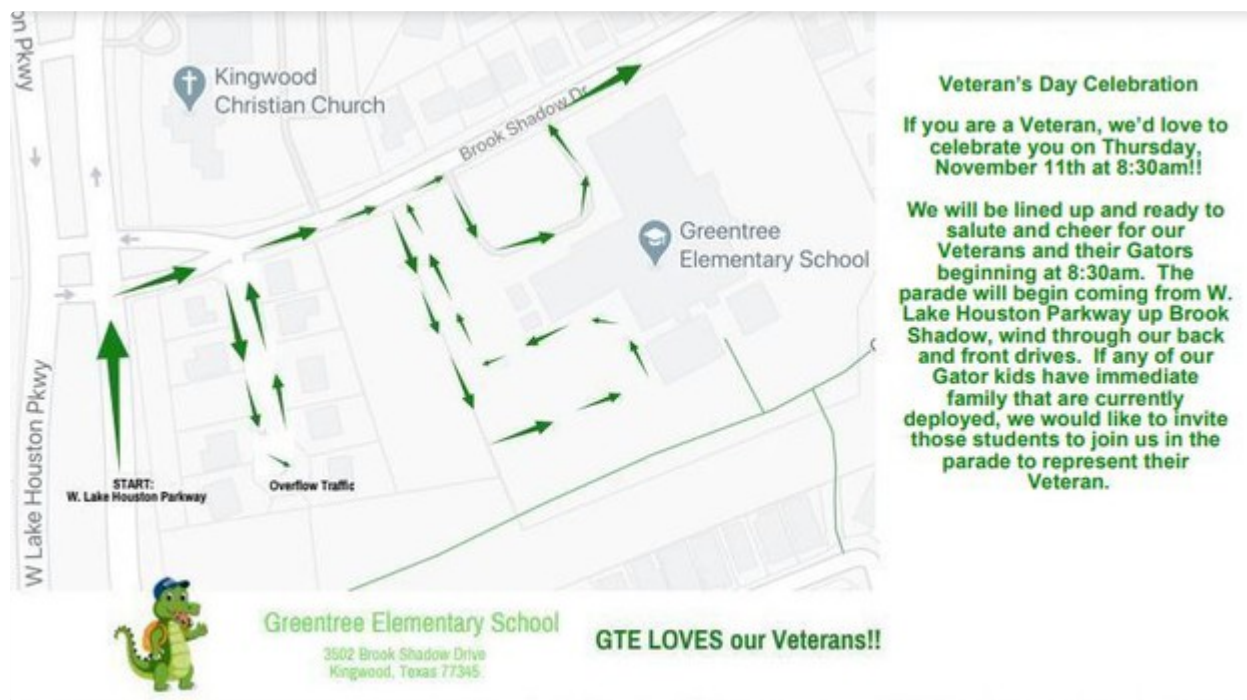 on Pkwy
Kingwood
Christian Church
Brook Shadow Dr
Greentree
Elementary School
W Lake Houston Pkwy
START:
W. Lake Houston Parkway
Overflow Traffic
Veteran's Day Celebration
If you are a Veteran, we'd love to
celebrate you on Thursday,
November 11th at 8:30am!!
We will be lined up and ready to
salute and cheer for our
Veterans and their Gators
beginning at 8:30am. The
parade will begin coming from W.
Lake Houston Parkway up Brook
Shadow, wind through our back
and front drives. If any of our
Gator kids have immediate
family that are currently
deployed, we would like to invite
those students to join us in the
parade to represent their
Veteran.
Greentree Elementary School
3502 Brook Shadow Drive
Kingwood, Texas 77345
GTE LOVES our Veterans!!